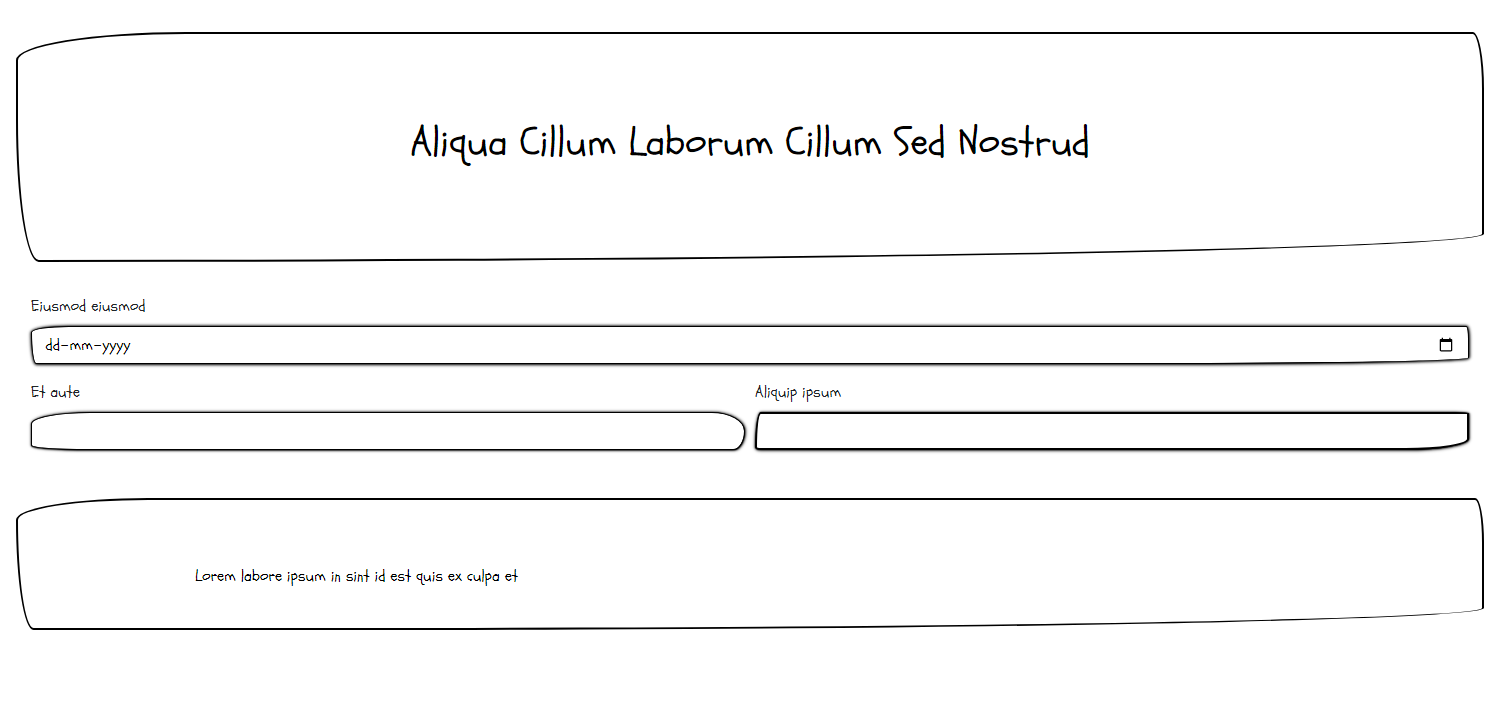 Aliqua Cillum Laborum Cillum Sed Nostrud
Eiusmod eiusmod
dd-mm-yyyy
Et aute
Aliquip ipsum
Lorem labore ipsum in sint id est quis ex culpa et